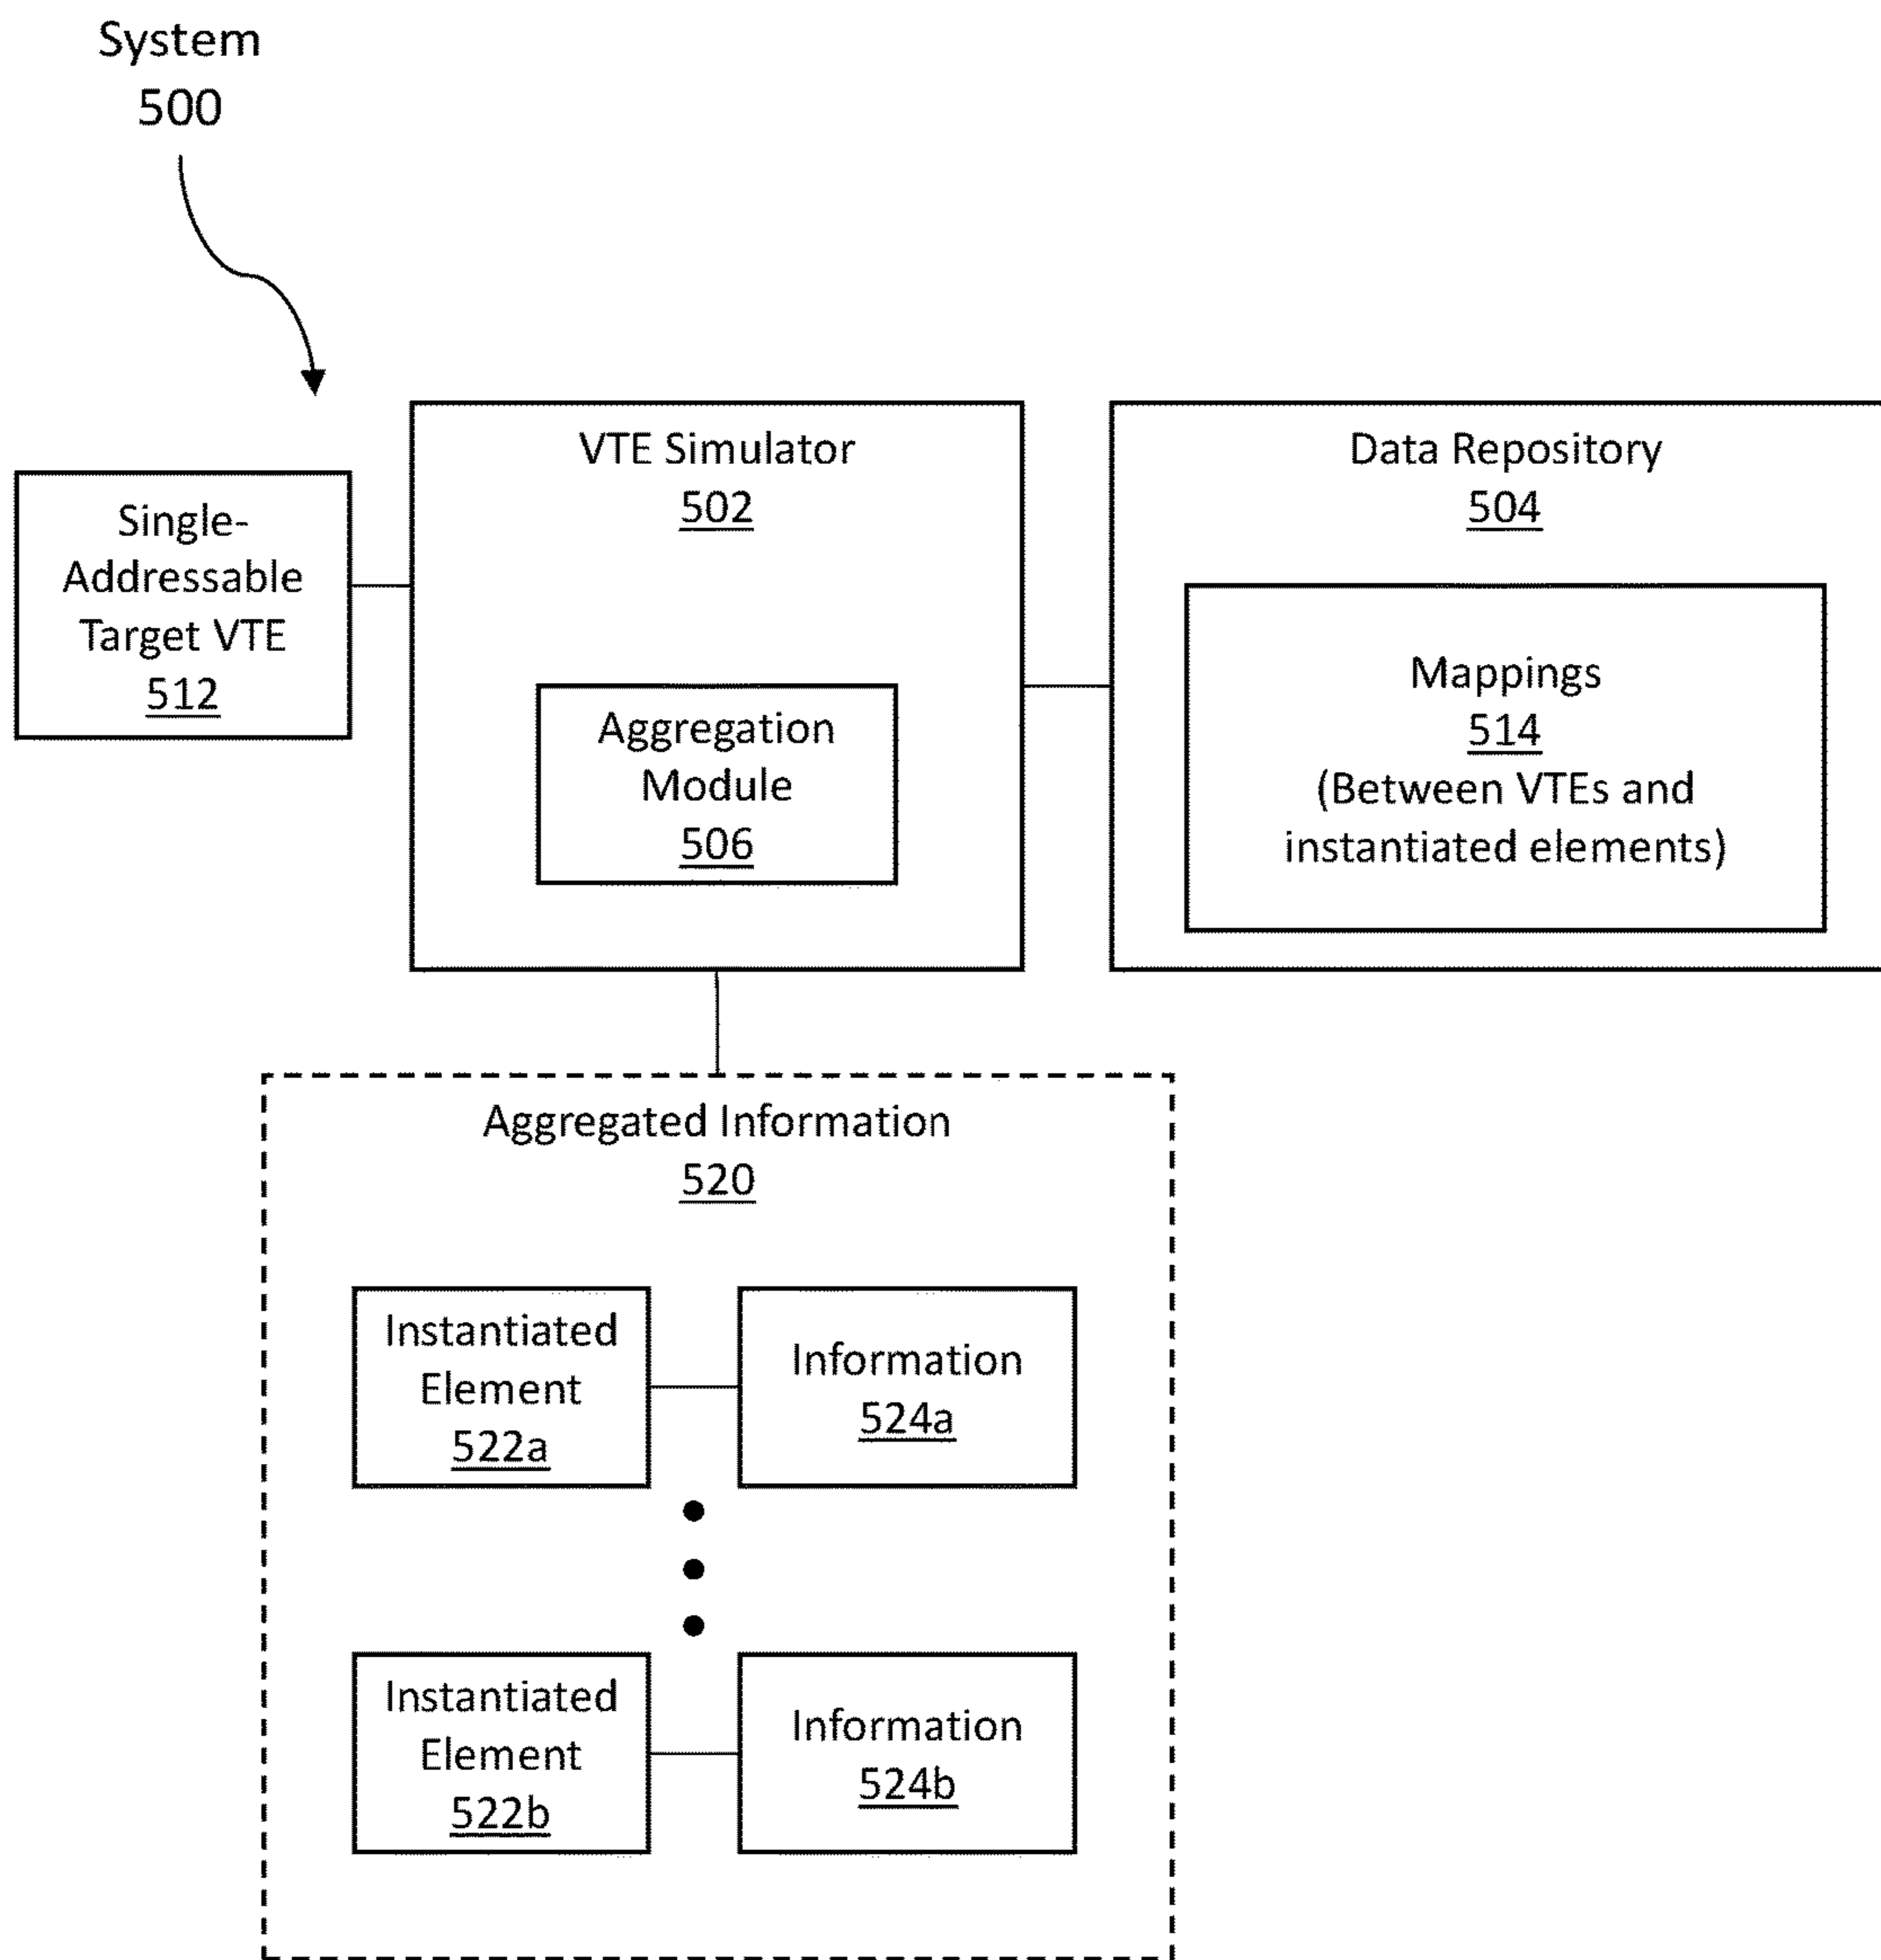 System
500
VTE Simulator
502
Data Repository
504
Single-
Addressable
Target VTE
512
Aggregation
Module
506
Mappings
514
(Between VTEs and
instantiated elements)
Aggregated Information
520
Instantiated
Element
522a
Information
524a
Instantiated
Element
522b
Information
524b